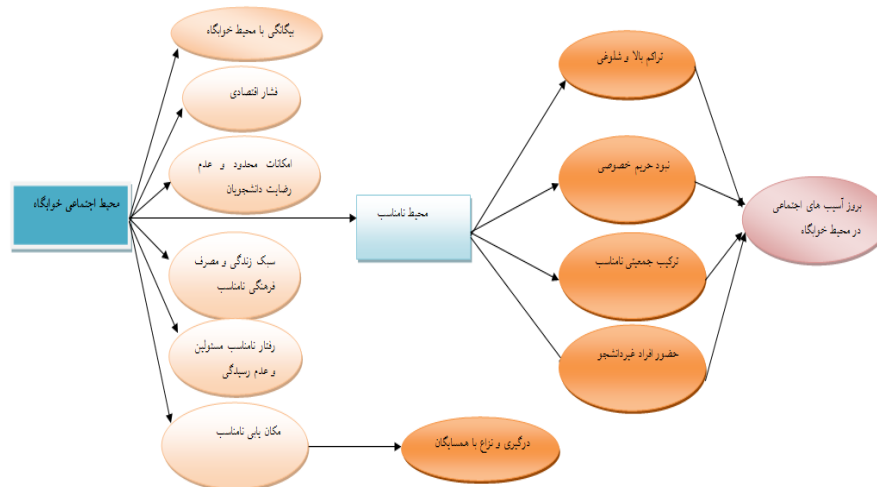 محیط اجتماعی خوابگاه
بیگانگی با محیط خوابگاه
فشار اقتصادی
امکانات محدود و عدم
رضایت دانشجویان
سبک زندگی و مصرف
فرهنگی نامناسب
رفتار نامناسب مسئولین
و عدم رسیدگی
مکان یابی نامناسب
محیط نامناسب
درگیری و نزاع با همسایگان
تراکم بالا و شلوغی
نبود حریم خصوصی
ترکیب جمعیتی نامناسب
حضور افراد غیردانشجو
بروز آسیب های اجتماعی
در محیط خوابگاه